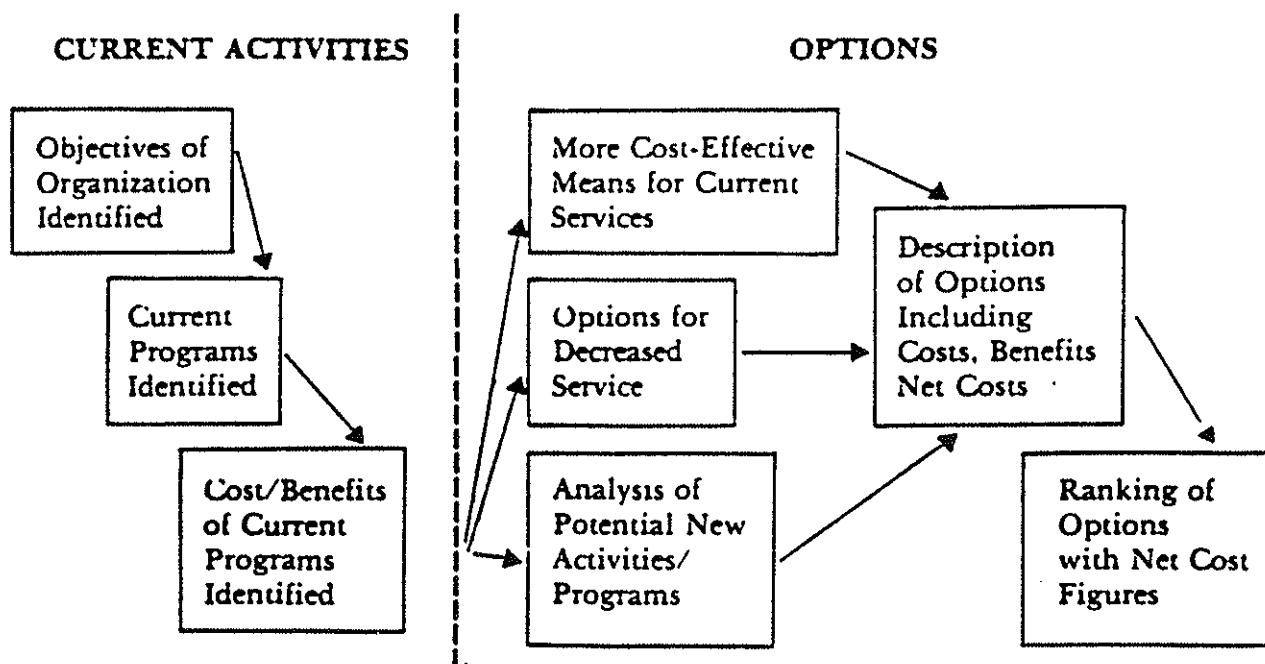 CURRENT ACTIVITIES
Objectives of
Organization
Identified
Current
Programs
Identified
Cost/Benefits
of Current
Programs
Identified
OPTIONS
More Cost-Effective
Means for Current
Services
Options for
Decreased
Service
Analysis of
Potential New
Activities/
Programs
Description
of Options
Including
Costs, Benefits
Net Costs
Ranking of
Options
with Net Cost
Figures